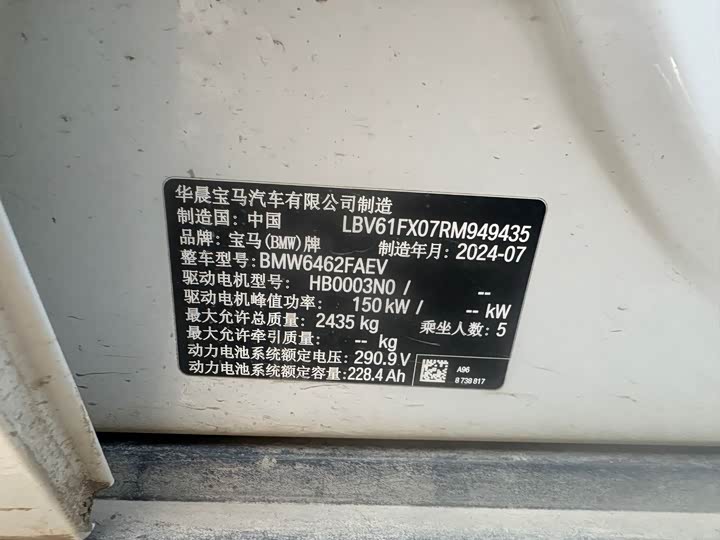 华晨宝马汽车有限公司制造
制造国: 中国 LBV61FX07RM949435
品牌: 宝马(BMW)牌 制造年月: 2024-07
整车型号: BMW6462FAEV
驱动电机型号: HB0003N0 / --
驱动电机峰值功率: 150 kW / -- kW
最大允许总质量: 2435 kg 乘坐人数: 5
最大允许牵引质量: -- kg
动力电池系统额定电压: 290.9 V
动力电池系统额定容量: 228.4 Ah
A96
8 738 817